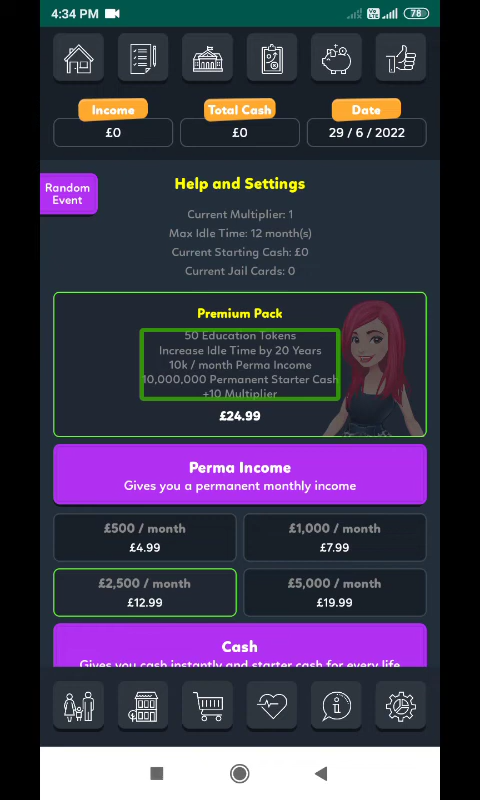 4:34 PM
Vo
LTE
78
Income
Total Cash
Date
£0
£0
29 / 6 / 2022
Random
Event
Help and Settings
Current Multiplier: 1
Max Idle Time: 12 month(s)
Current Starting Cash: £0
Current Jail Cards: 0
Premium Pack
50 Education Tokens
Increase Idle Time by 20 Years
10k / month Perma Income
10,000,000 Permanent Starter Cash
+10 Multiplier
£24.99
Perma Income
Gives you a permanent monthly income
£500 / month
£4.99
£1,000 / month
£7.99
£2,500 / month
£12.99
£5,000 / month
£19.99
Cash
Gives you cash instantly and starter cash for every life